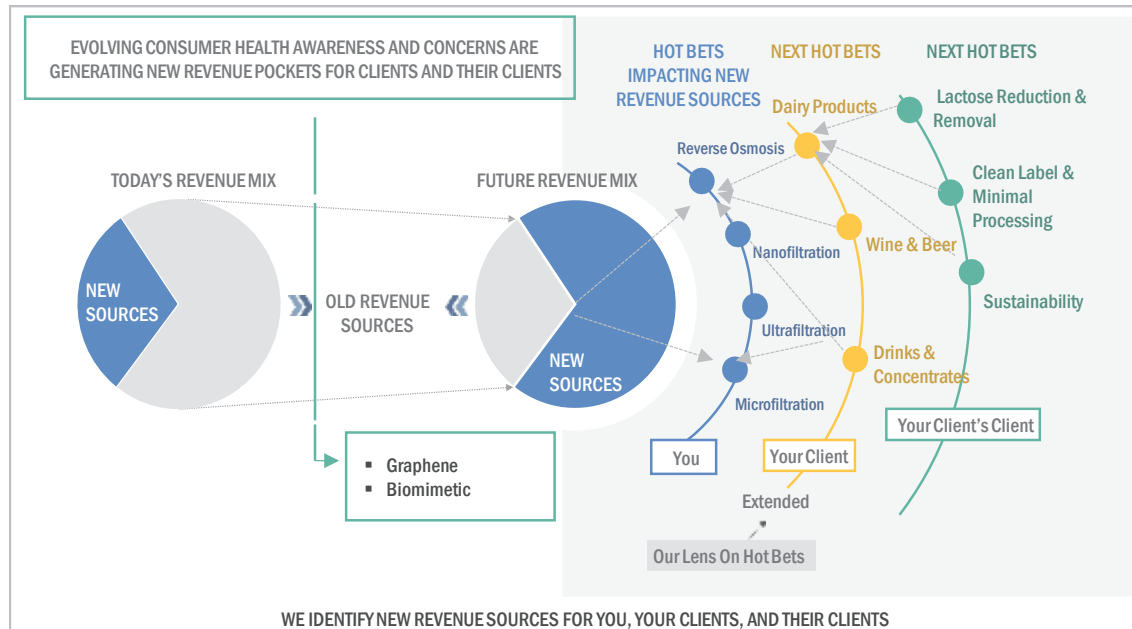 EVOLVING CONSUMER HEALTH AWARENESS AND CONCERNS ARE
GENERATING NEW REVENUE POCKETS FOR CLIENTS AND THEIR CLIENTS
TODAY'S REVENUE MIX
NEW
SOURCES
OLD REVENUE
SOURCES
FUTURE REVENUE MIX
NEW
SOURCES
Graphene
Biomimetic
HOT BETS
IMPACTING NEW
REVENUE SOURCES
Reverse Osmosis
Nanofiltration
Ultrafiltration
Microfiltration
You
NEXT HOT BETS
Dairy Products
Wine & Beer
Drinks &
Concentrates
Your Client
NEXT HOT BETS
Lactose Reduction &
Removal
Clean Label &
Minimal
Processing
Sustainability
Your Client's Client
Extended
Our Lens On Hot Bets
WE IDENTIFY NEW REVENUE SOURCES FOR YOU, YOUR CLIENTS, AND THEIR CLIENTS